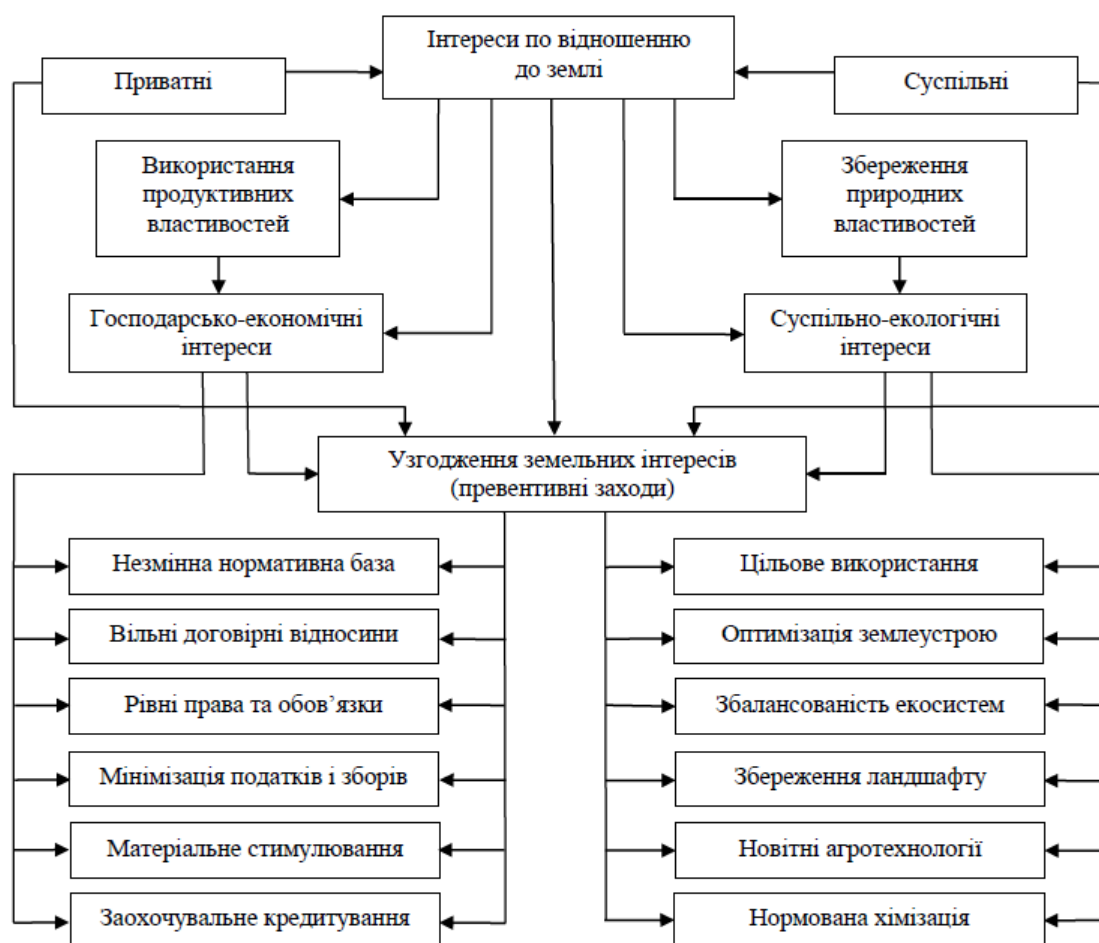 Інтереси по відношенню
до землі
Приватні
Суспільні
Використання
продуктивних
властивостей
Збереження
природних
властивостей
Господарсько-економічні
інтереси
Суспільно-екологічні
інтереси
Узгодження земельних інтересів
(превентивні заходи)
Незмінна нормативна база
Цільове використання
Вільні договірні відносини
Оптимізація землеустрою
Рівні права та обов’язки
Збалансованість екосистем
Мінімізація податків і зборів
Збереження ландшафту
Матеріальне стимулювання
Новітні агротехнології
Заохочувальне кредитування
Нормована хімізація